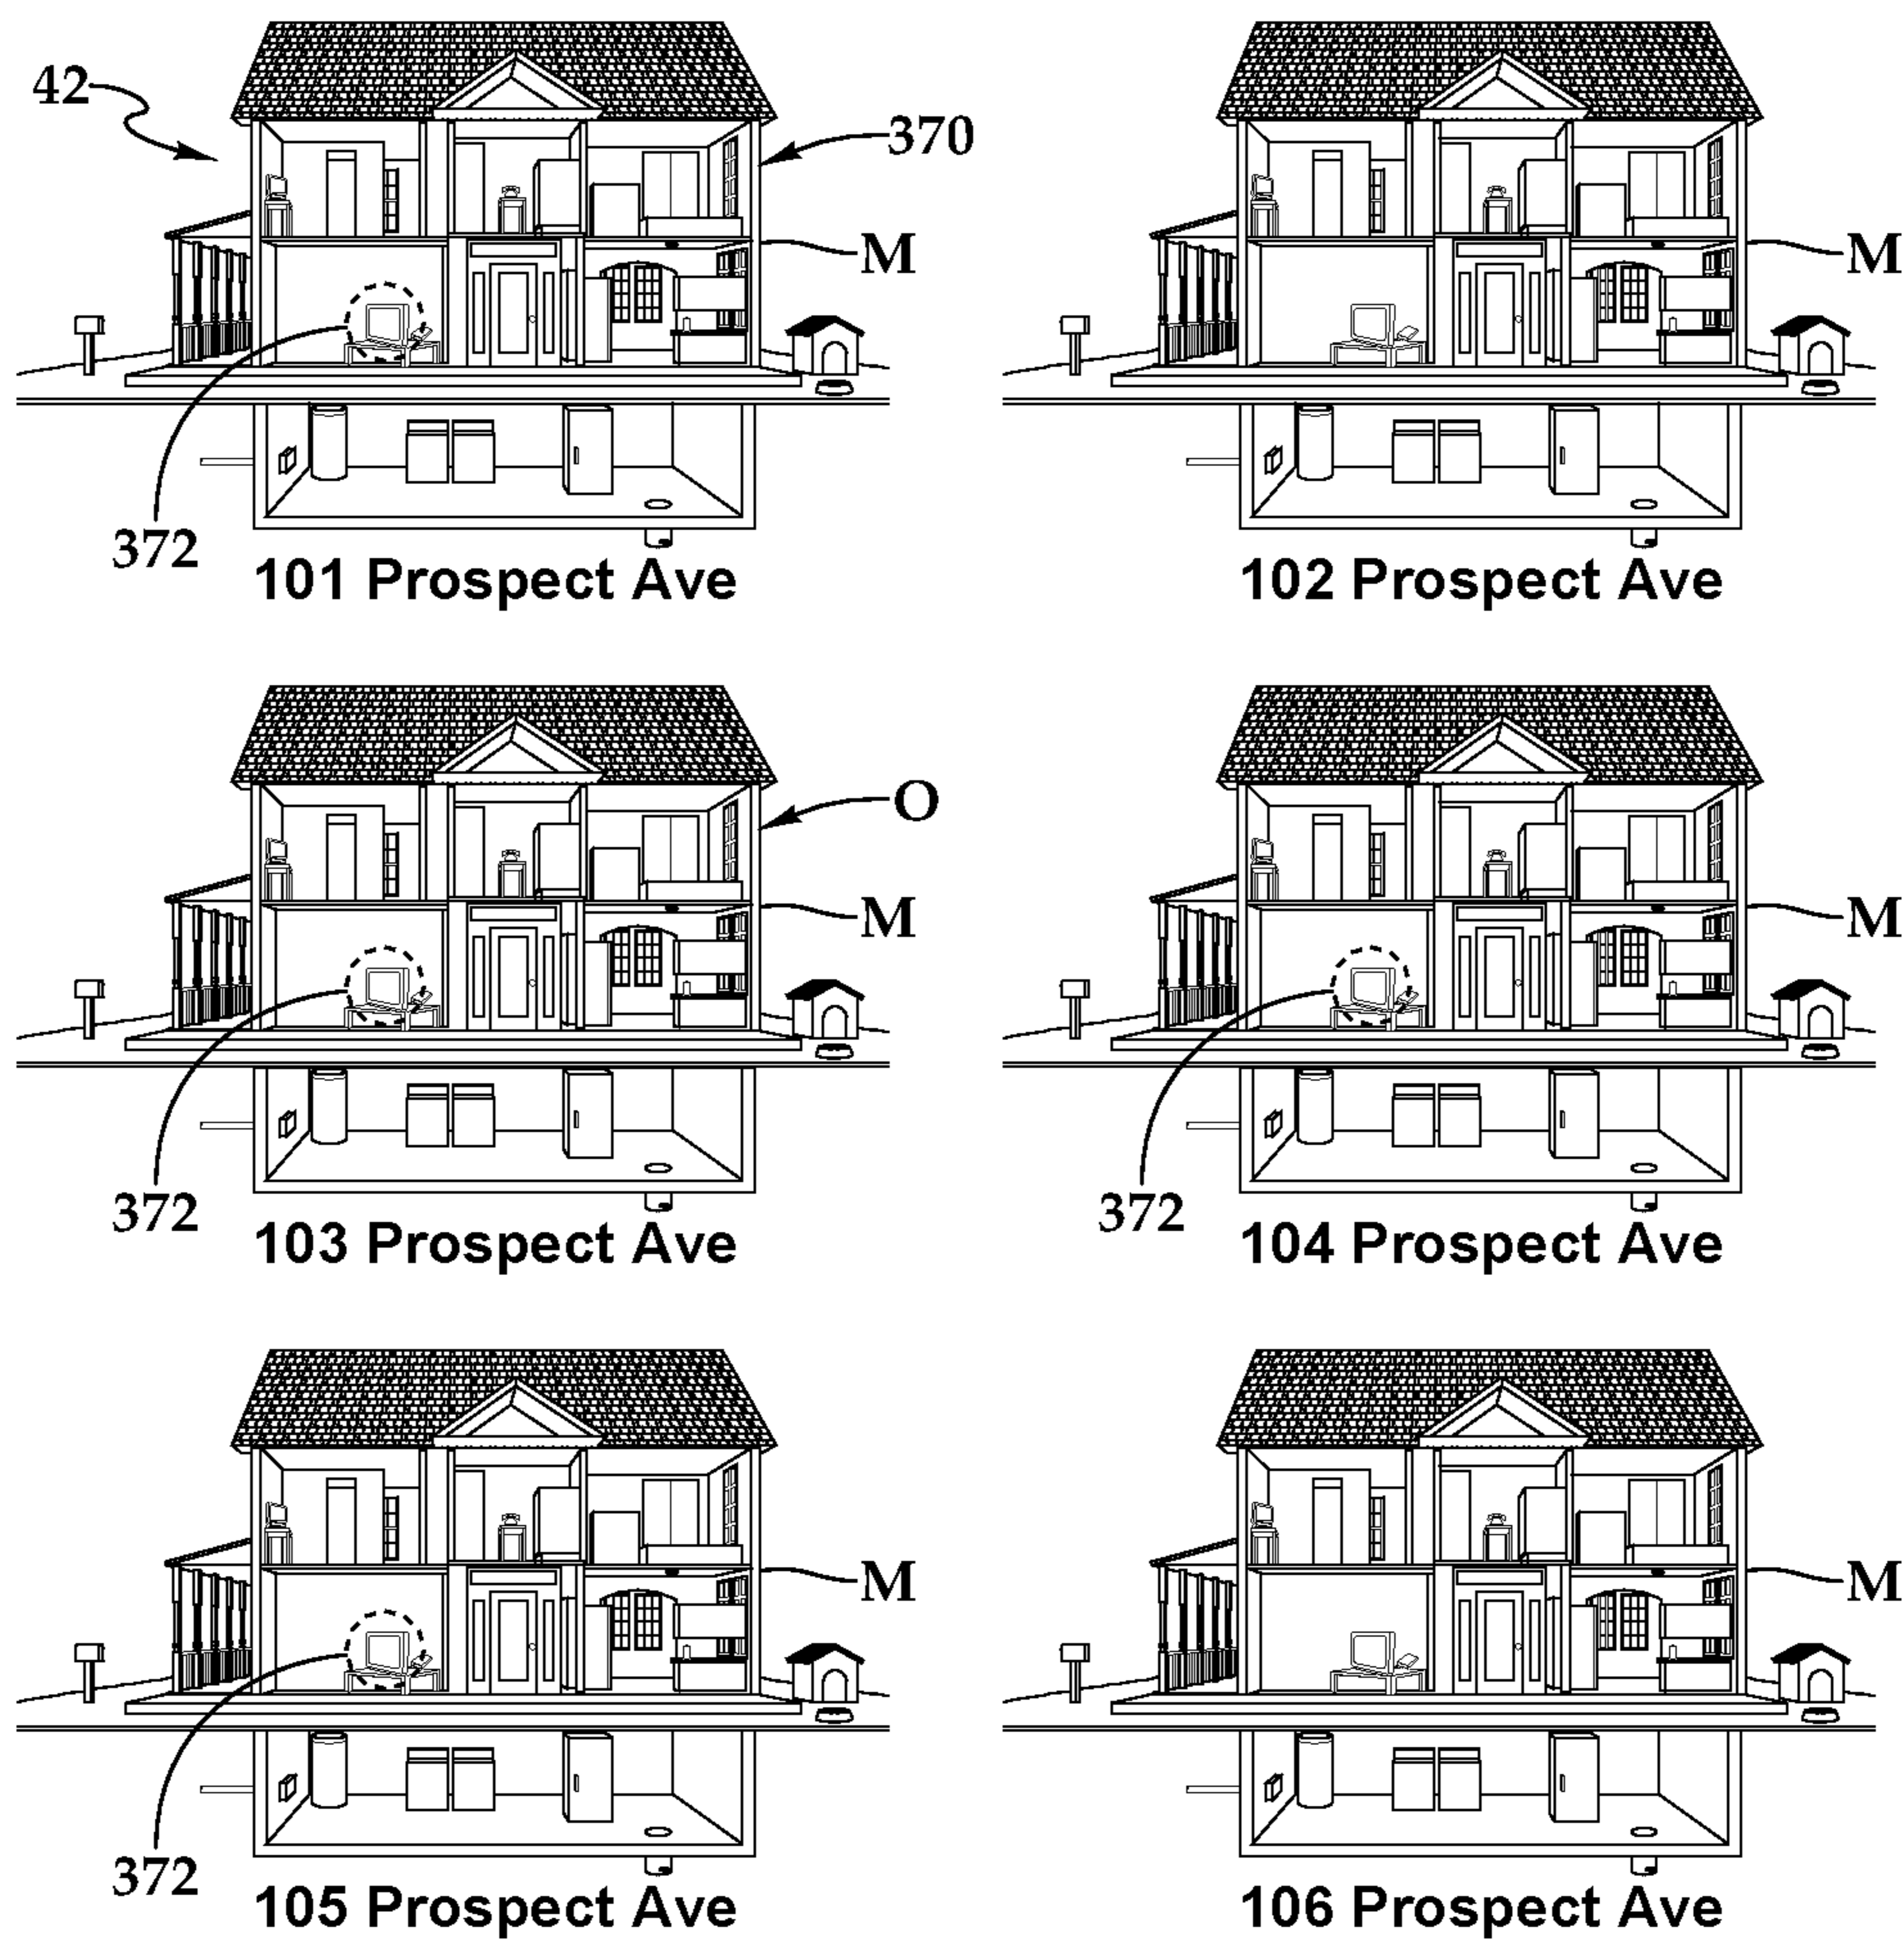 42
370
M
M
372
101 Prospect Ave
102 Prospect Ave
O
M
M
372
372
103 Prospect Ave
104 Prospect Ave
M
M
372
105 Prospect Ave
106 Prospect Ave